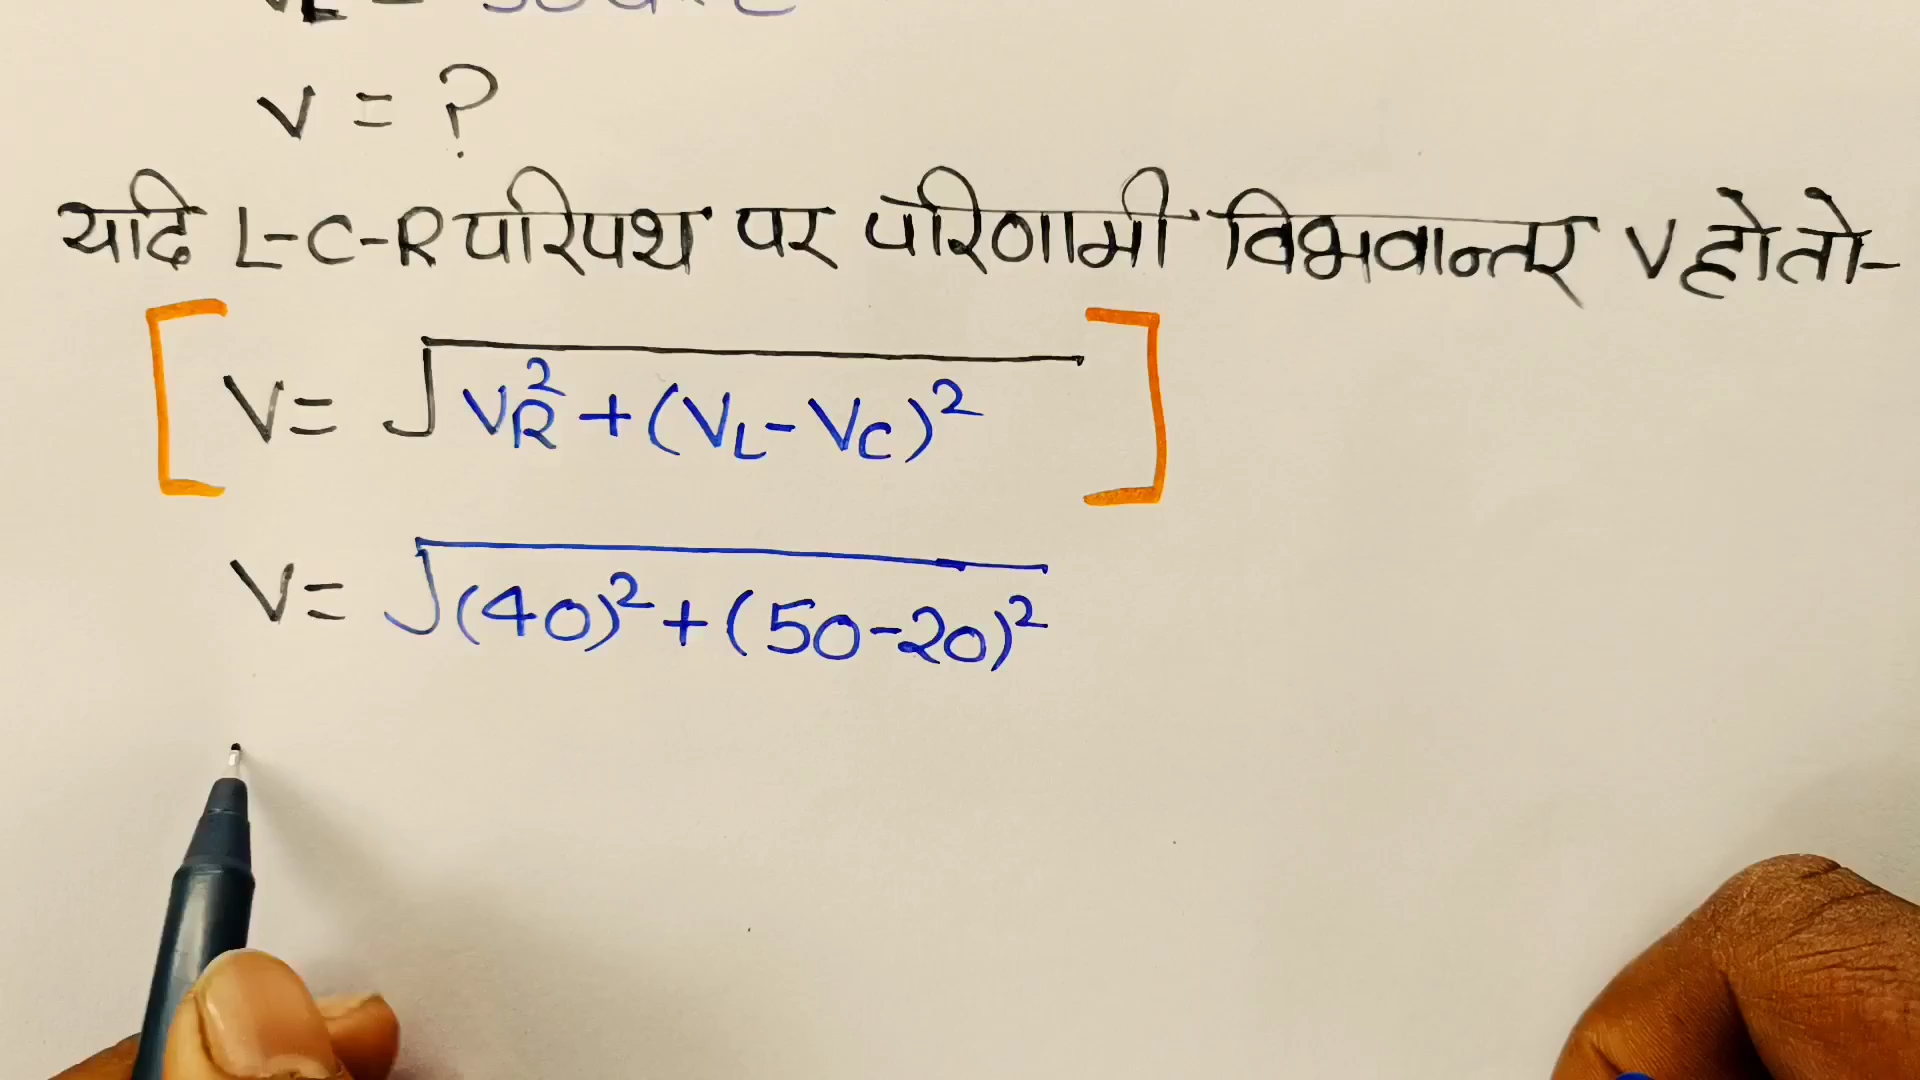 V = ?
यदि L-C-R परिपथ पर परिणामी विभवान्तर V हो तो-
V = √VR² + (VL - VC)²
V = √(40)² + (50-20)²